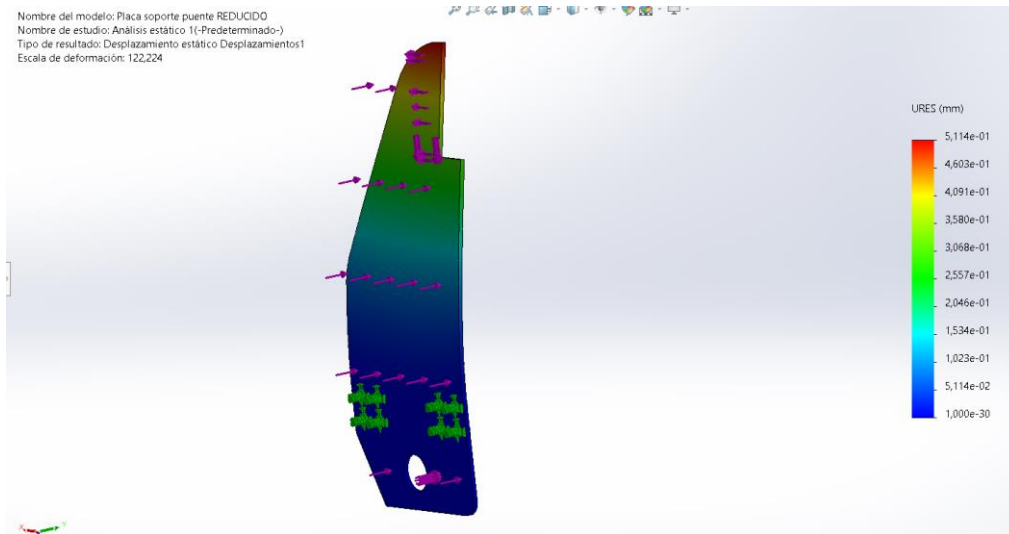 Nombre del modelo: Placa soporte puente REDUCIDO
Nombre de estudio: Análisis estático 1(-Predeterminado-)
Tipo de resultado: Desplazamiento estático Desplazamientos1
Escala de deformación: 122,224
URES (mm)
5,114e-01
4,603e-01
4,091e-01
3,580e-01
3,068e-01
2,557e-01
2,046e-01
1,534e-01
1,023e-01
5,114e-02
1,000e-30
X
Y